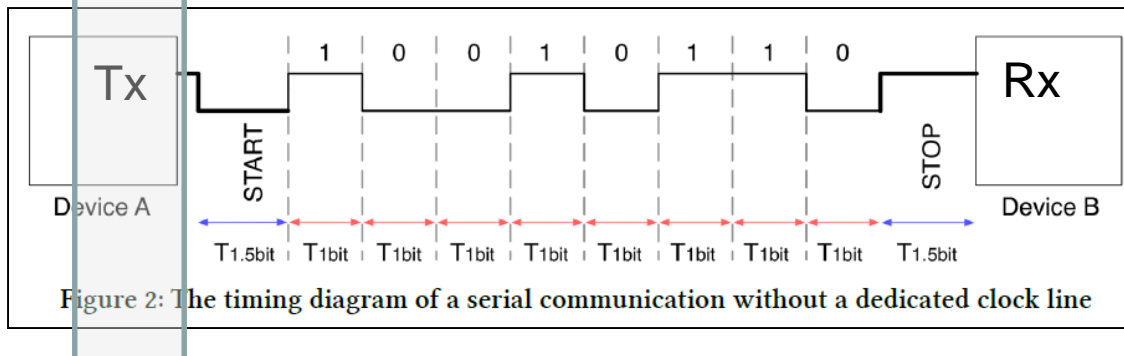 1 0 0 1 0 1 1 0
Tx
Rx
START
STOP
Device A
Device B
T1.5bit T1bit T1bit T1bit T1bit T1bit T1bit T1bit T1bit T1.5bit
Figure 2: The timing diagram of a serial communication without a dedicated clock line